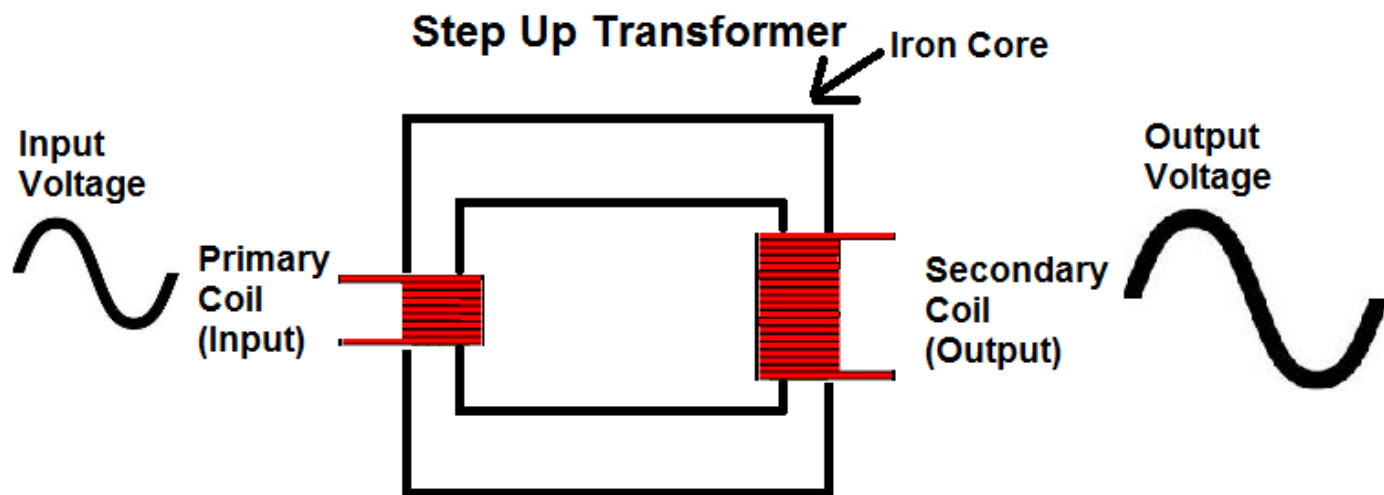 Step Up Transformer
Iron Core
Input
Voltage
Primary
Coil
(Input)
Secondary
Coil
(Output)
Output
Voltage